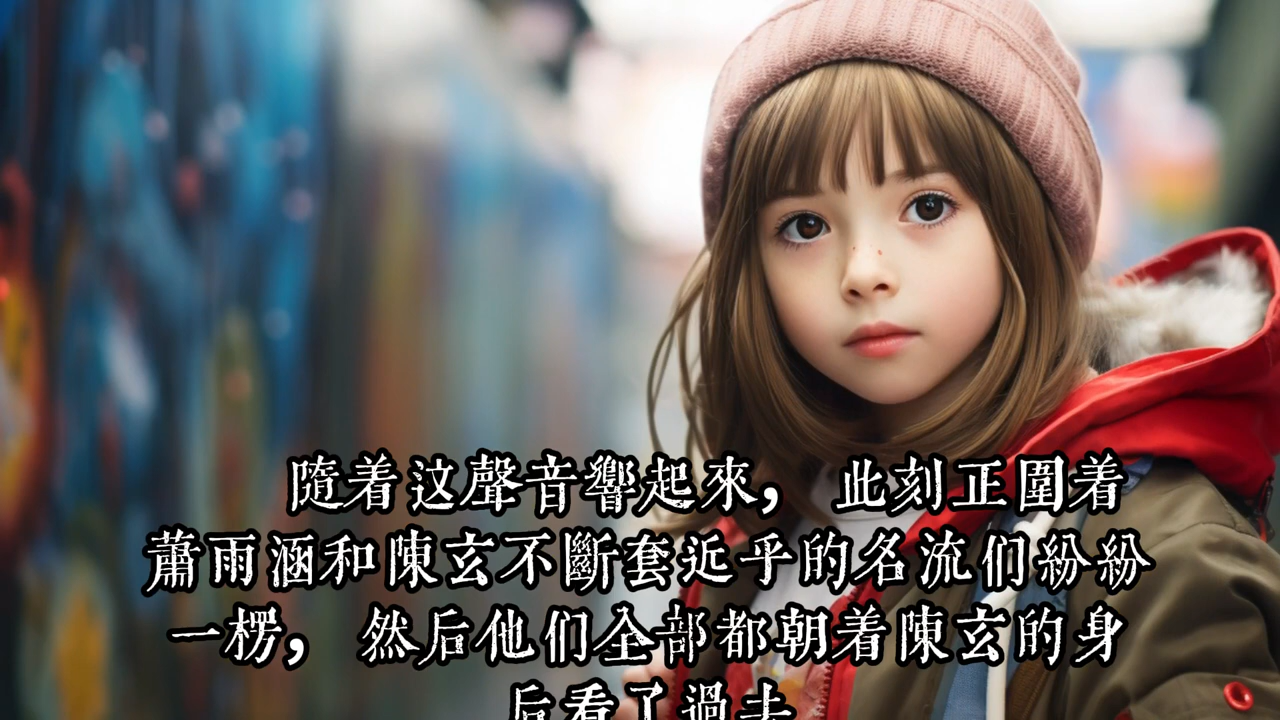 隨着这聲音響起來， 此刻正圍着
蕭雨涵和陳玄不斷套近乎的名流们紛紛
一楞， 然后他们全部都朝着陳玄的身
后看了過去